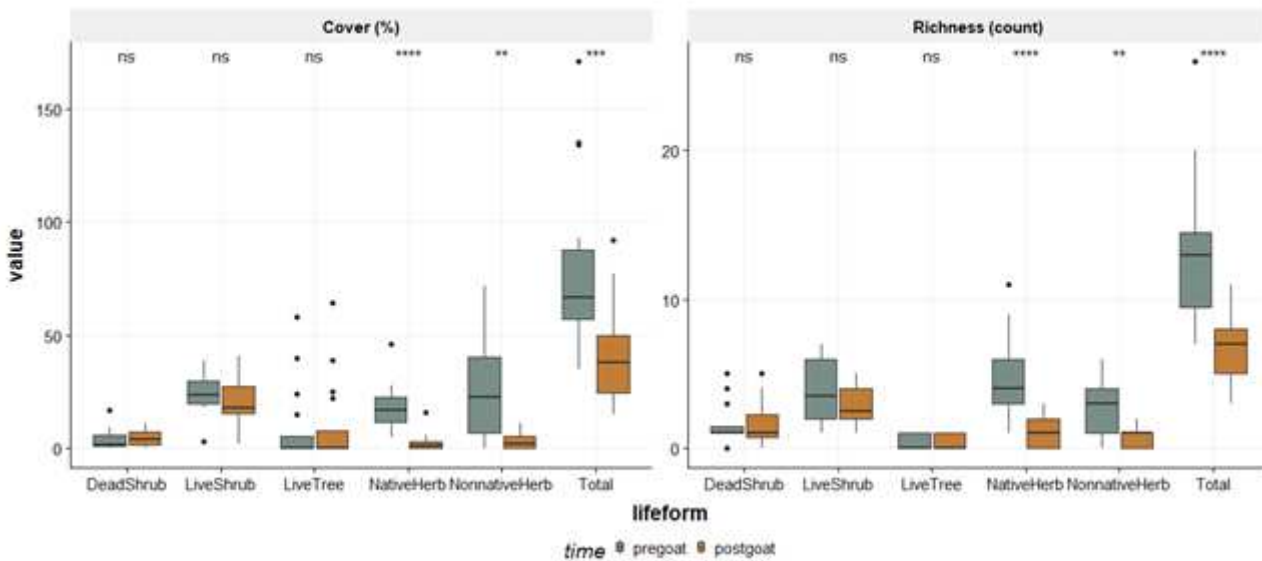 Cover (%)
Richness (count)
ns ns ns **** ** ***
ns ns ns **** ** ****
value
150
100
50
0
20
10
0
DeadShrub LiveShrub LiveTree NativeHerb NonnativeHerb Total
DeadShrub LiveShrub LiveTree NativeHerb NonnativeHerb Total
lifeform
time pregoat postgoat